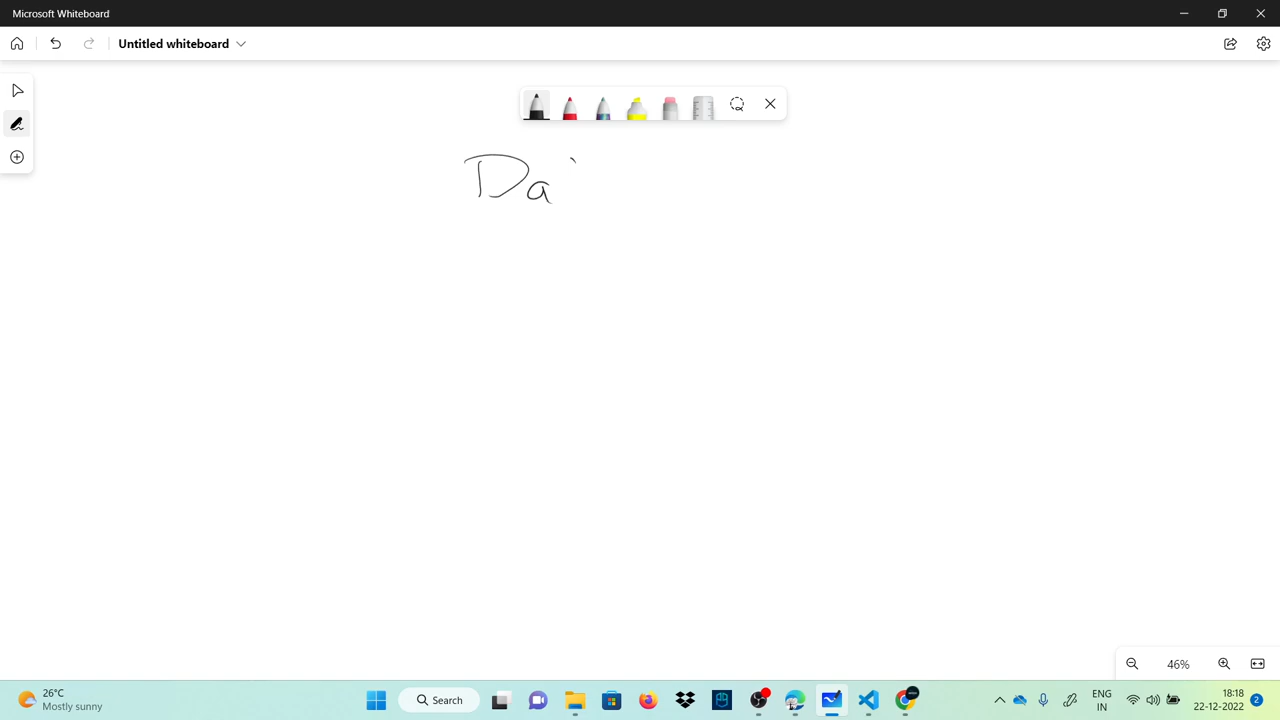 Microsoft Whiteboard
Untitled whiteboard
Da
46%
26°C
Mostly sunny
Search
ENG
IN
18:18
22-12-2022
2